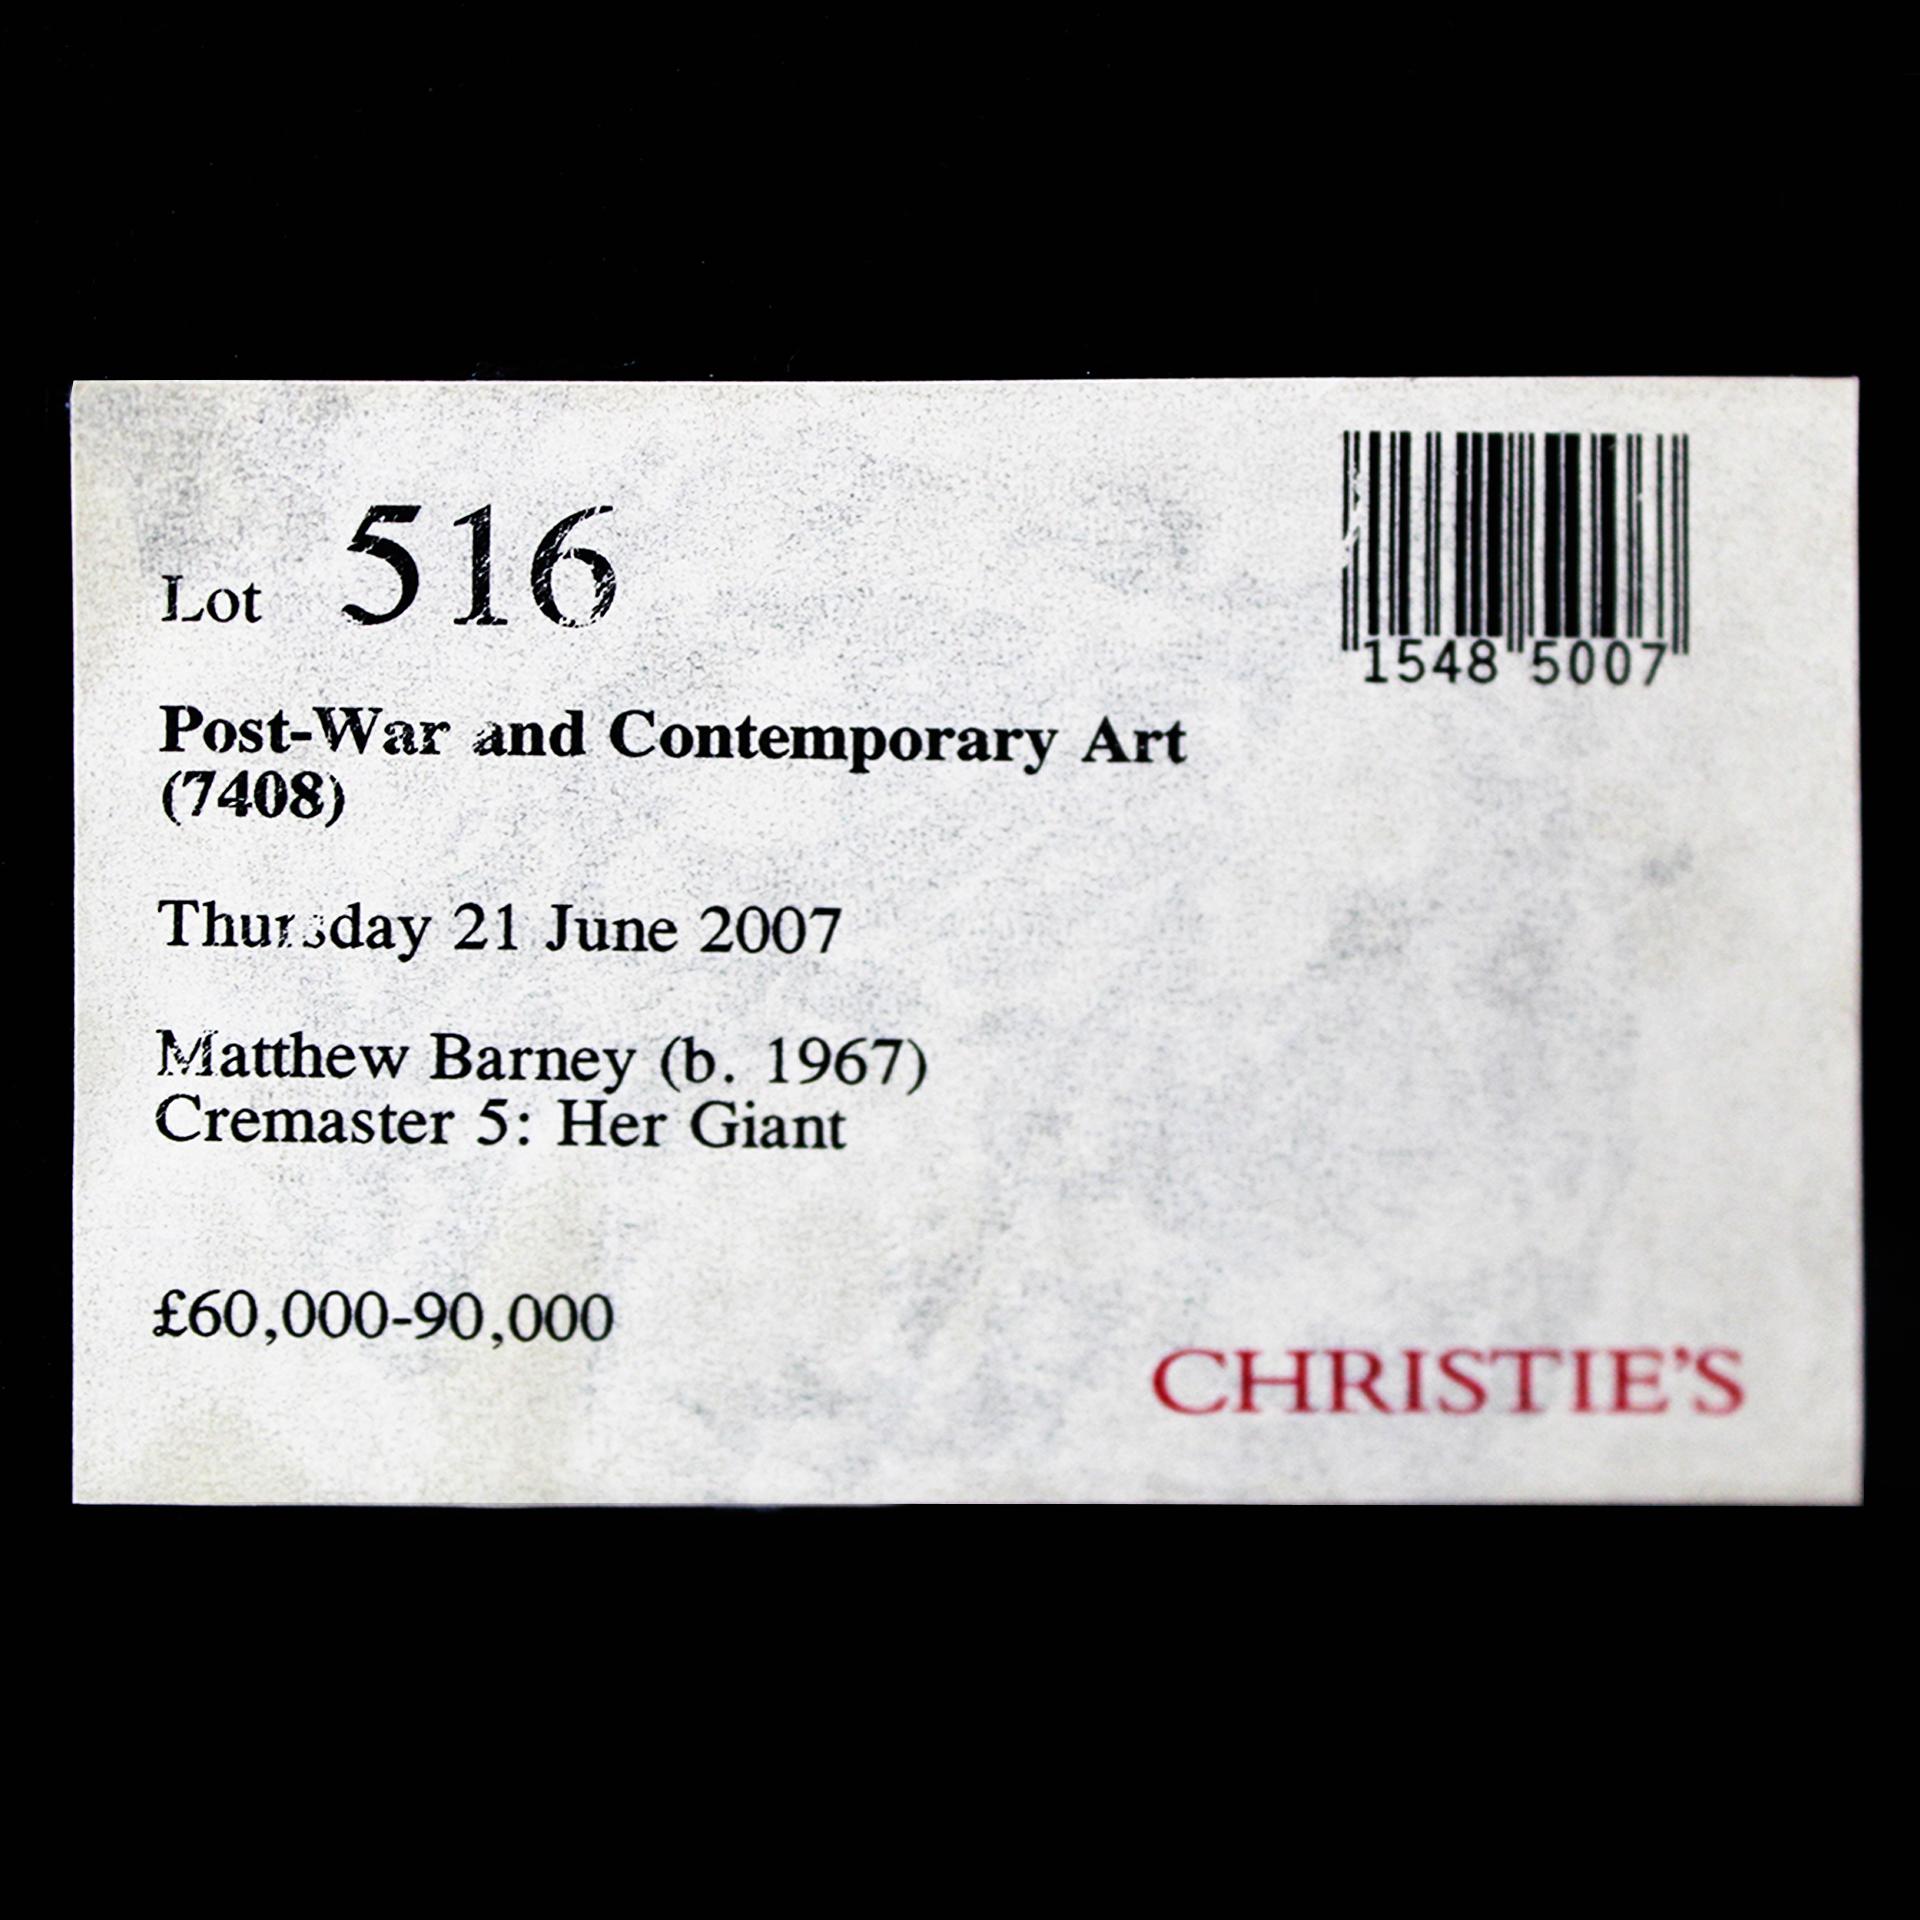 Lot 516
1548 5007
Post-War and Contemporary Art
(7408)
Thursday 21 June 2007
Matthew Barney (b. 1967)
Cremaster 5: Her Giant
£60,000-90,000
CHRISTIE'S